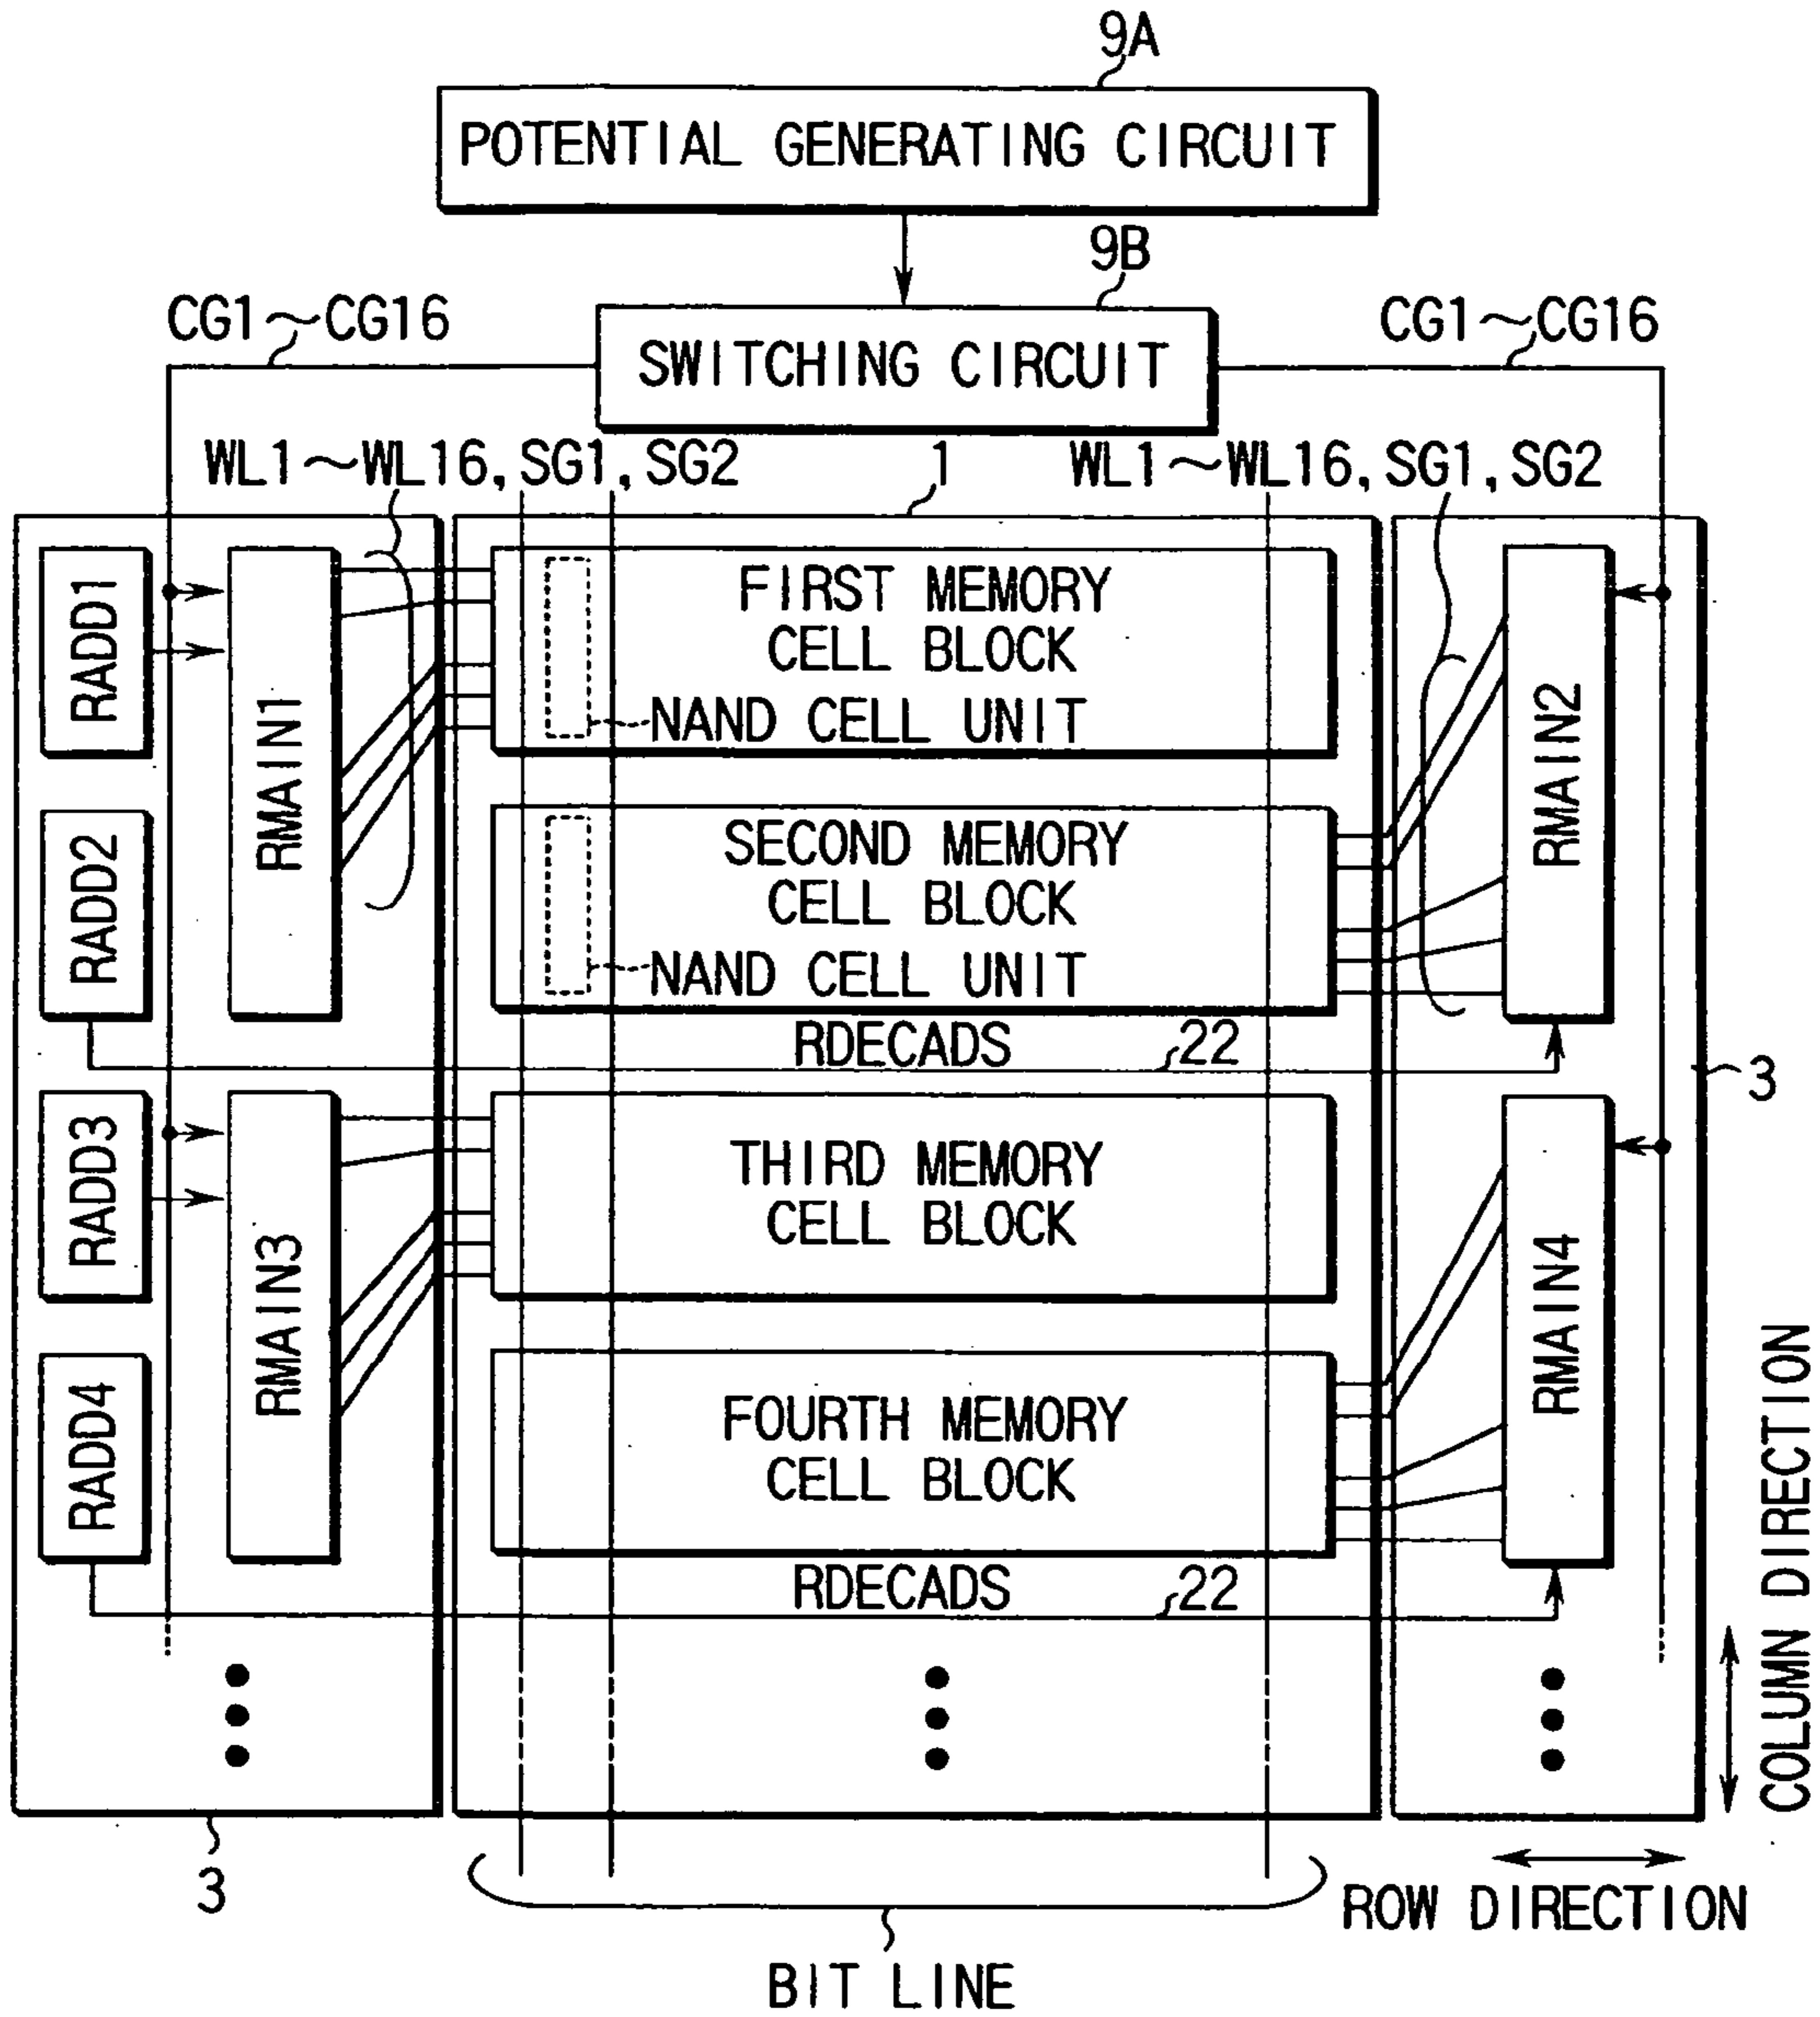 9A
POTENTIAL GENERATING CIRCUIT
9B
CG1~CG16
SWITCHING CIRCUIT
CG1~CG16
WL1~WL16, SG1, SG2
1
WL1~WL16, SG1, SG2
RADD1
RMAIN1
FIRST MEMORY
CELL BLOCK
NAND CELL UNIT
RMAIN2
RADD2
SECOND MEMORY
CELL BLOCK
NAND CELL UNIT
RDECADS
22
3
RADD3
RMAIN3
THIRD MEMORY
CELL BLOCK
RMAIN4
RADD4
FOURTH MEMORY
CELL BLOCK
RDECADS
22
COLUMN DIRECTION
3
ROW DIRECTION
BIT LINE